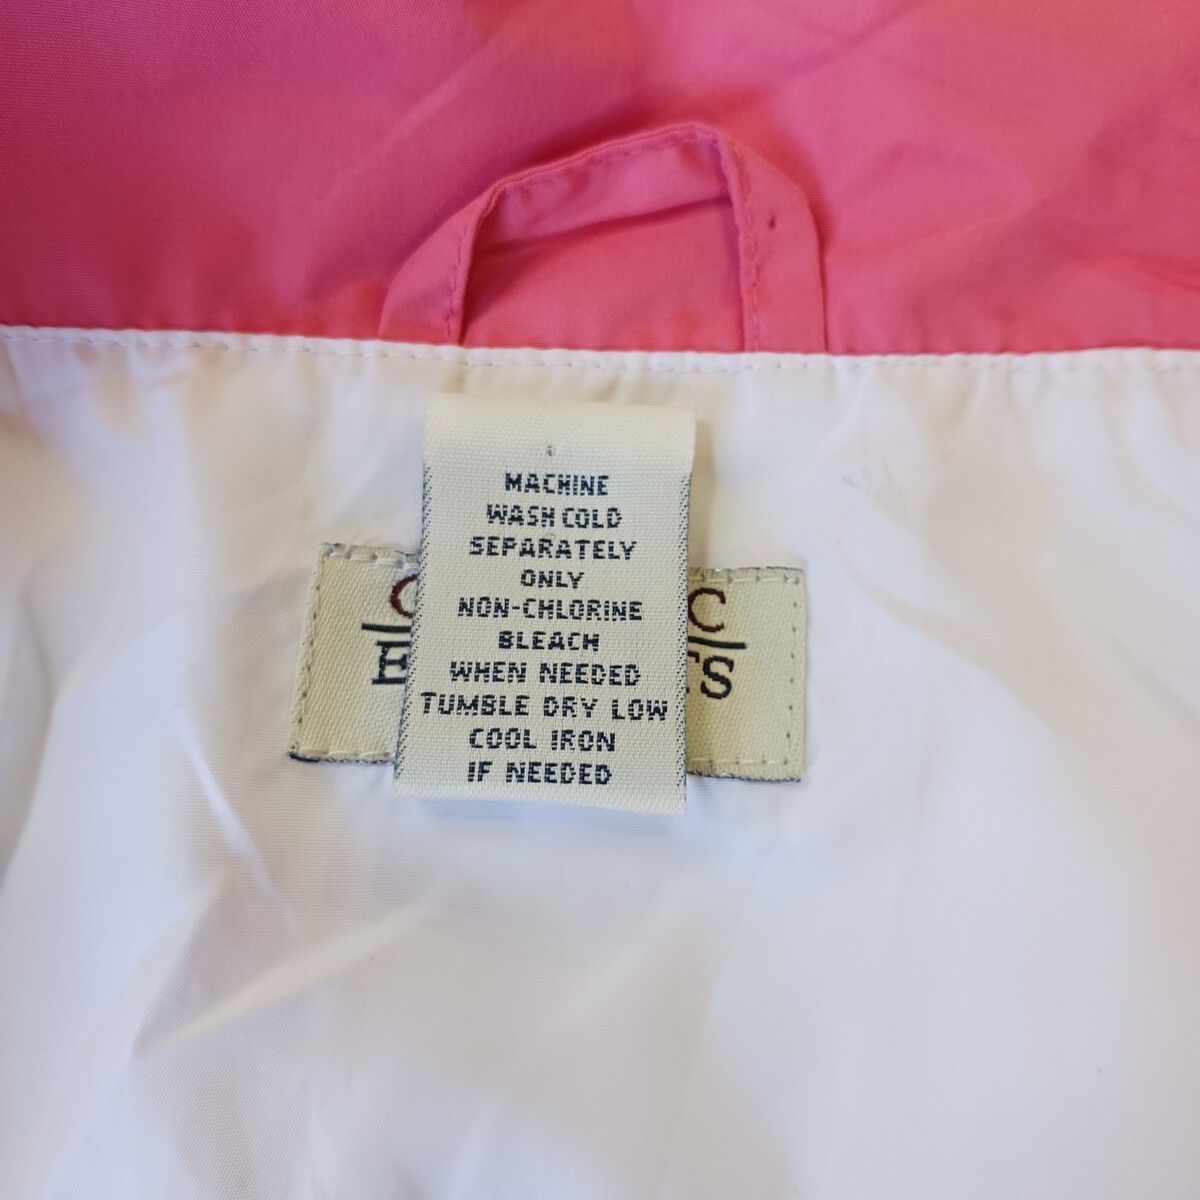 MACHINE
WASH COLD
SEPARATELY
ONLY
NON-CHLORINE
BLEACH
WHEN NEEDED
TUMBLE DRY LOW
COOL IRON
IF NEEDED